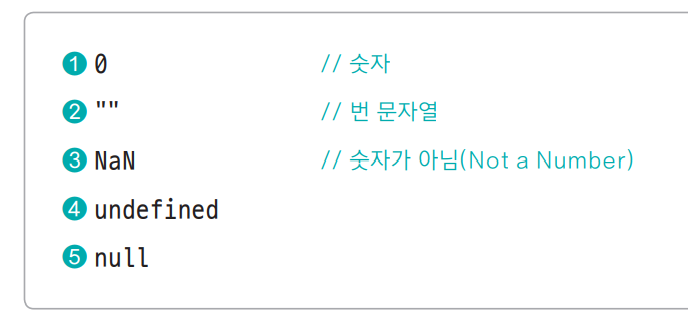 1 0 // 숫자
2 "" // 번 문자열
3 NaN // 숫자가 아님(Not a Number)
4 undefined
5 null